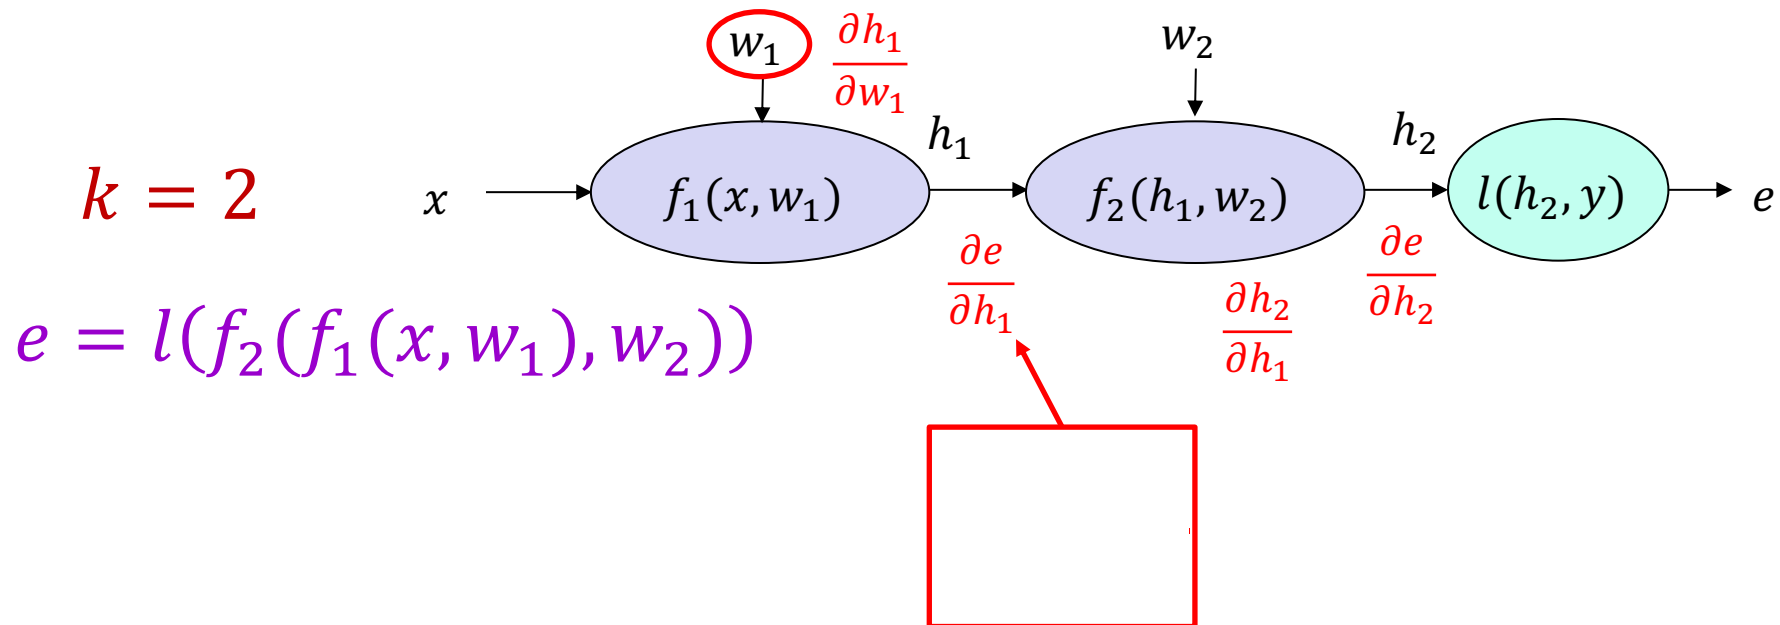 w₁
∂h₁
∂w₁
w₂
k = 2
x
f₁(x, w₁)
h₁
f₂(h₁, w₂)
h₂
l(h₂, y)
e
∂e
∂h₁
∂h₂
∂h₁
∂e
∂h₂
e = l(f₂(f₁(x, w₁), w₂))